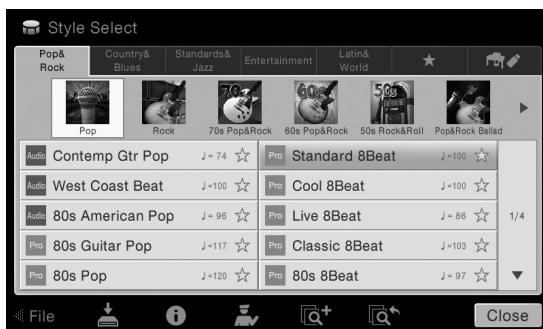 Style Select
Pop& Rock
Country& Blues
Standards& Jazz
Entertainment
Latin& World
Pop
Rock
70s
70s Pop&Rock
60s
60s Pop&Rock
50s
50s Rock&Roll
Pop&Rock Ballad
Audio Contemp Gtr Pop ♩= 74
Pro Standard 8Beat ♩=100
Audio West Coast Beat ♩=100
Pro Cool 8Beat ♩=100
Audio 80s American Pop ♩= 96
Pro Live 8Beat ♩= 86
1/4
Pro 80s Guitar Pop ♩=117
Pro Classic 8Beat ♩=103
Pro 80s Pop ♩=120
Pro 80s 8Beat ♩= 97
File
Close